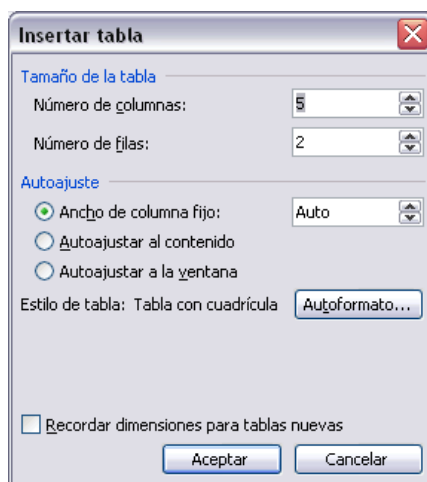 Insertar tabla
Tamaño de la tabla
Número de columnas: 5
Número de filas: 2
Autoajuste
Ancho de columna fijo: Auto
Autoajustar al contenido
Autoajustar a la ventana
Estilo de tabla: Tabla con cuadrícula Autoformato...
Recordar dimensiones para tablas nuevas
Aceptar Cancelar